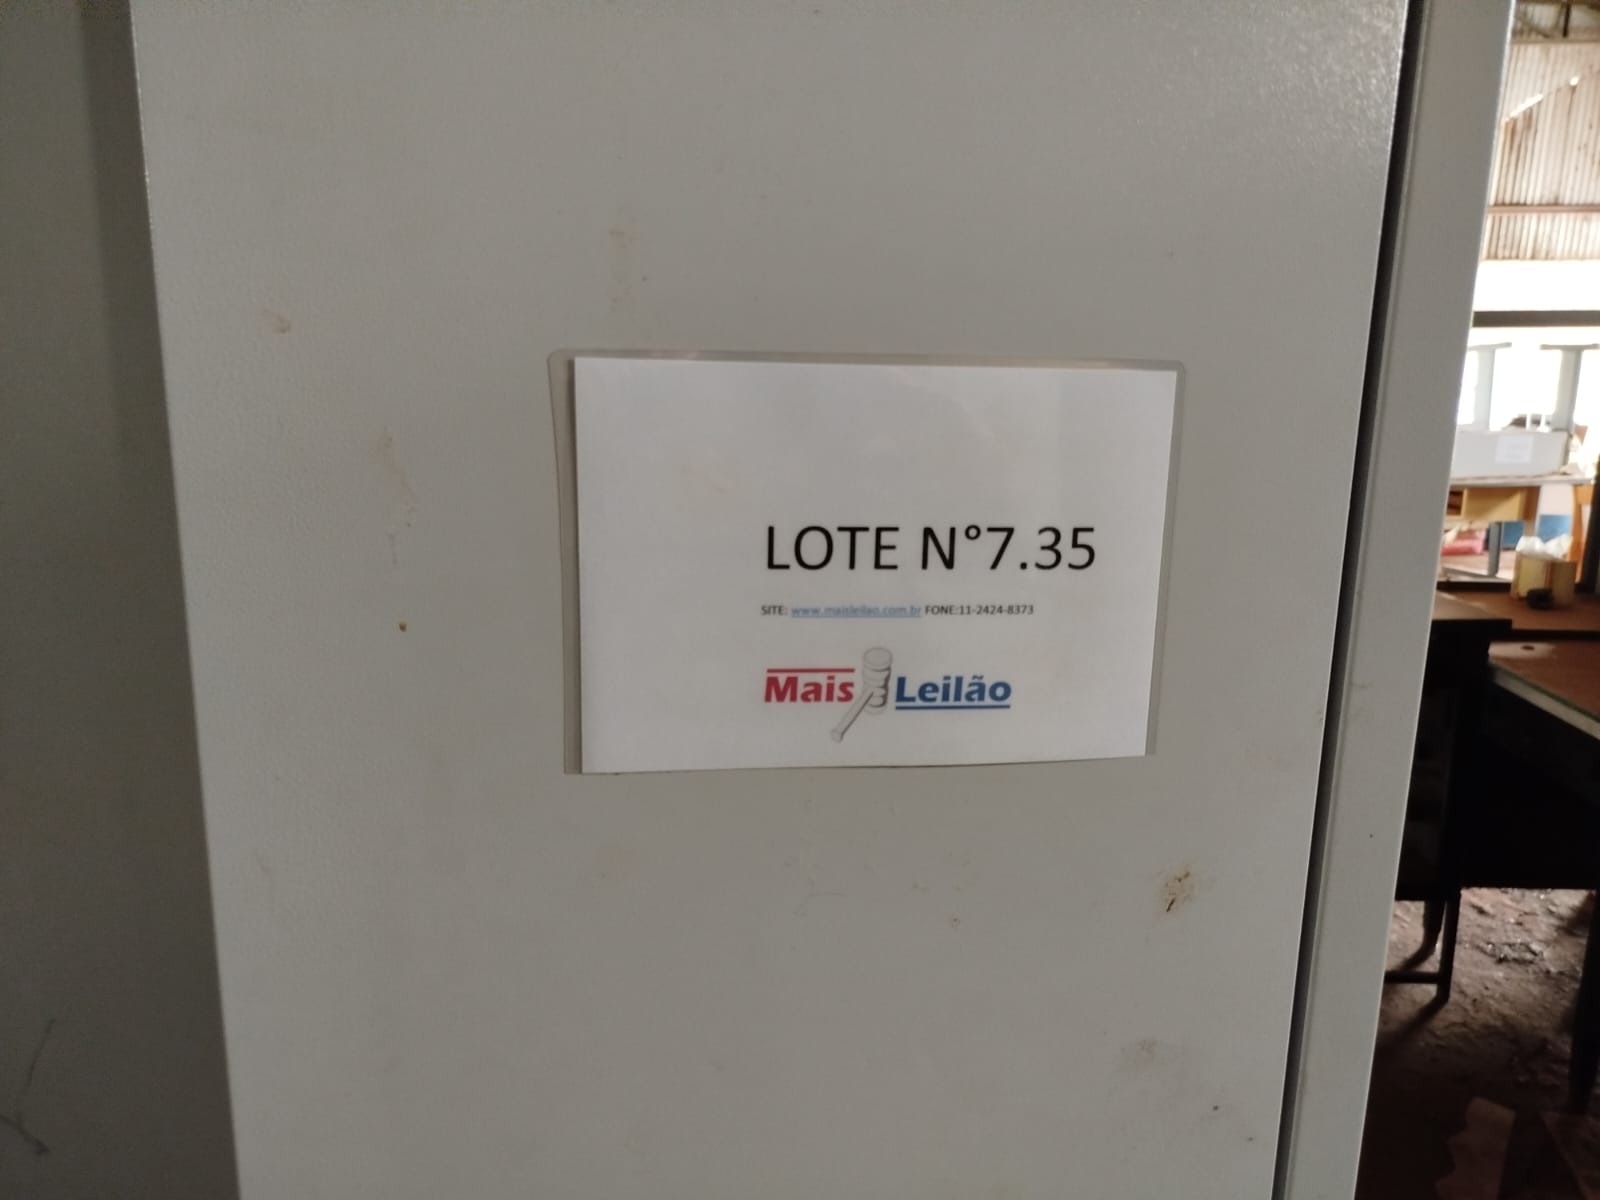 LOTE N°7.35
SITE: www.maisleilao.com.br FONE:11-2424-8373
Mais Leilão